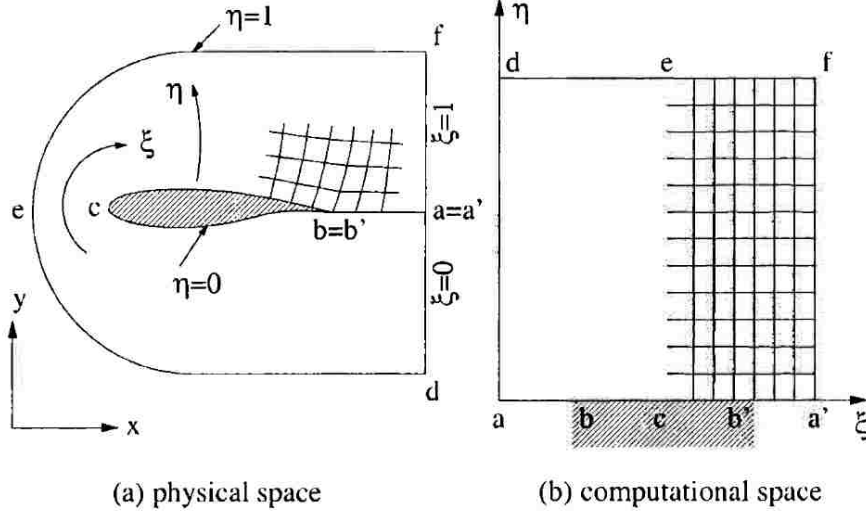 η=1
f
η
ξ=1
ξ
e
c
a=a'
b=b'
η=0
ξ=0
y
x
d
(a) physical space
η
d
e
f
a
b
c
b'
a'
ξ
(b) computational space